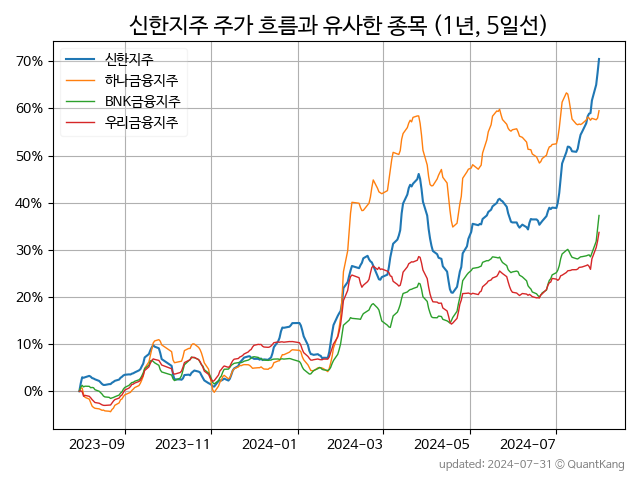 신한지주 주가 흐름과 유사한 종목 (1년, 5일선)
신한지주
하나금융지주
BNK금융지주
우리금융지주
70%
60%
50%
40%
30%
20%
10%
0%
2023-09 2023-11 2024-01 2024-03 2024-05 2024-07
updated: 2024-07-31 © QuantKang